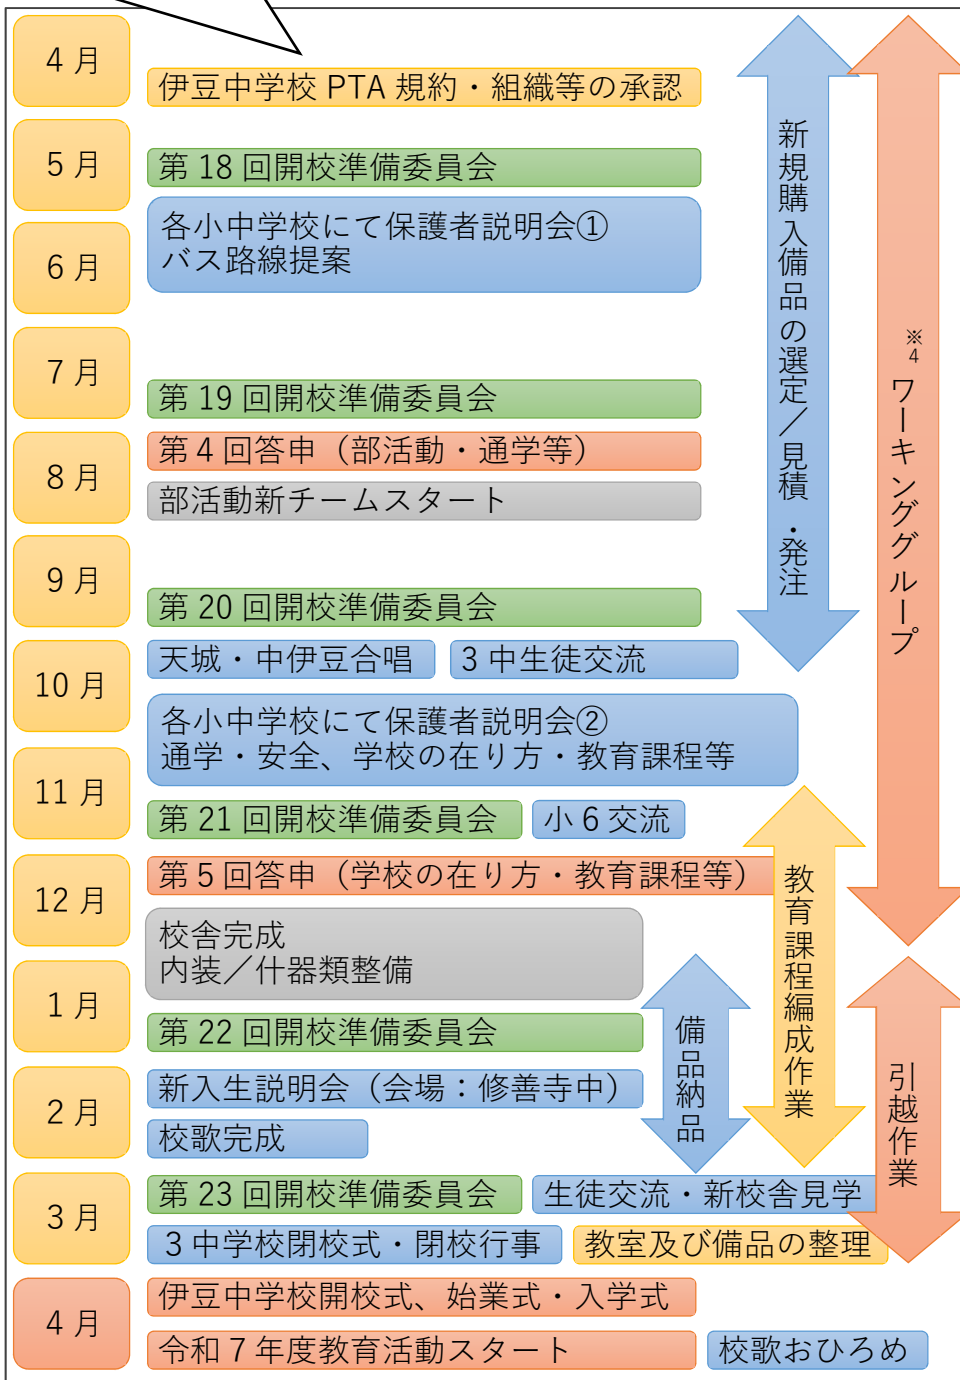 4 月
伊豆中学校 PTA 規約・組織等の承認
5 月
第 18 回開校準備委員会
各小中学校にて保護者説明会①
バス路線提案
6 月
7 月
第 19 回開校準備委員会
第 4 回答申（部活動・通学等）
8 月
部活動新チームスタート
9 月
第 20 回開校準備委員会
天城・中伊豆合唱
3 中生徒交流
10 月
各小中学校にて保護者説明会②
通学・安全、学校の在り方・教育課程等
11 月
第 21 回開校準備委員会
小 6 交流
第 5 回答申（学校の在り方・教育課程等）
12 月
校舎完成
内装／什器類整備
1 月
第 22 回開校準備委員会
新入生説明会（会場：修善寺中）
2 月
校歌完成
第 23 回開校準備委員会
生徒交流・新校舎見学
3 月
3 中学校閉校式・閉校行事
教室及び備品の整理
伊豆中学校開校式、始業式・入学式
4 月
令和 7 年度教育活動スタート
校歌おひろめ
新規購入備品の選定／見積・発注
※4 ワーキンググループ
教育課程編成作業
備品納品
引越作業